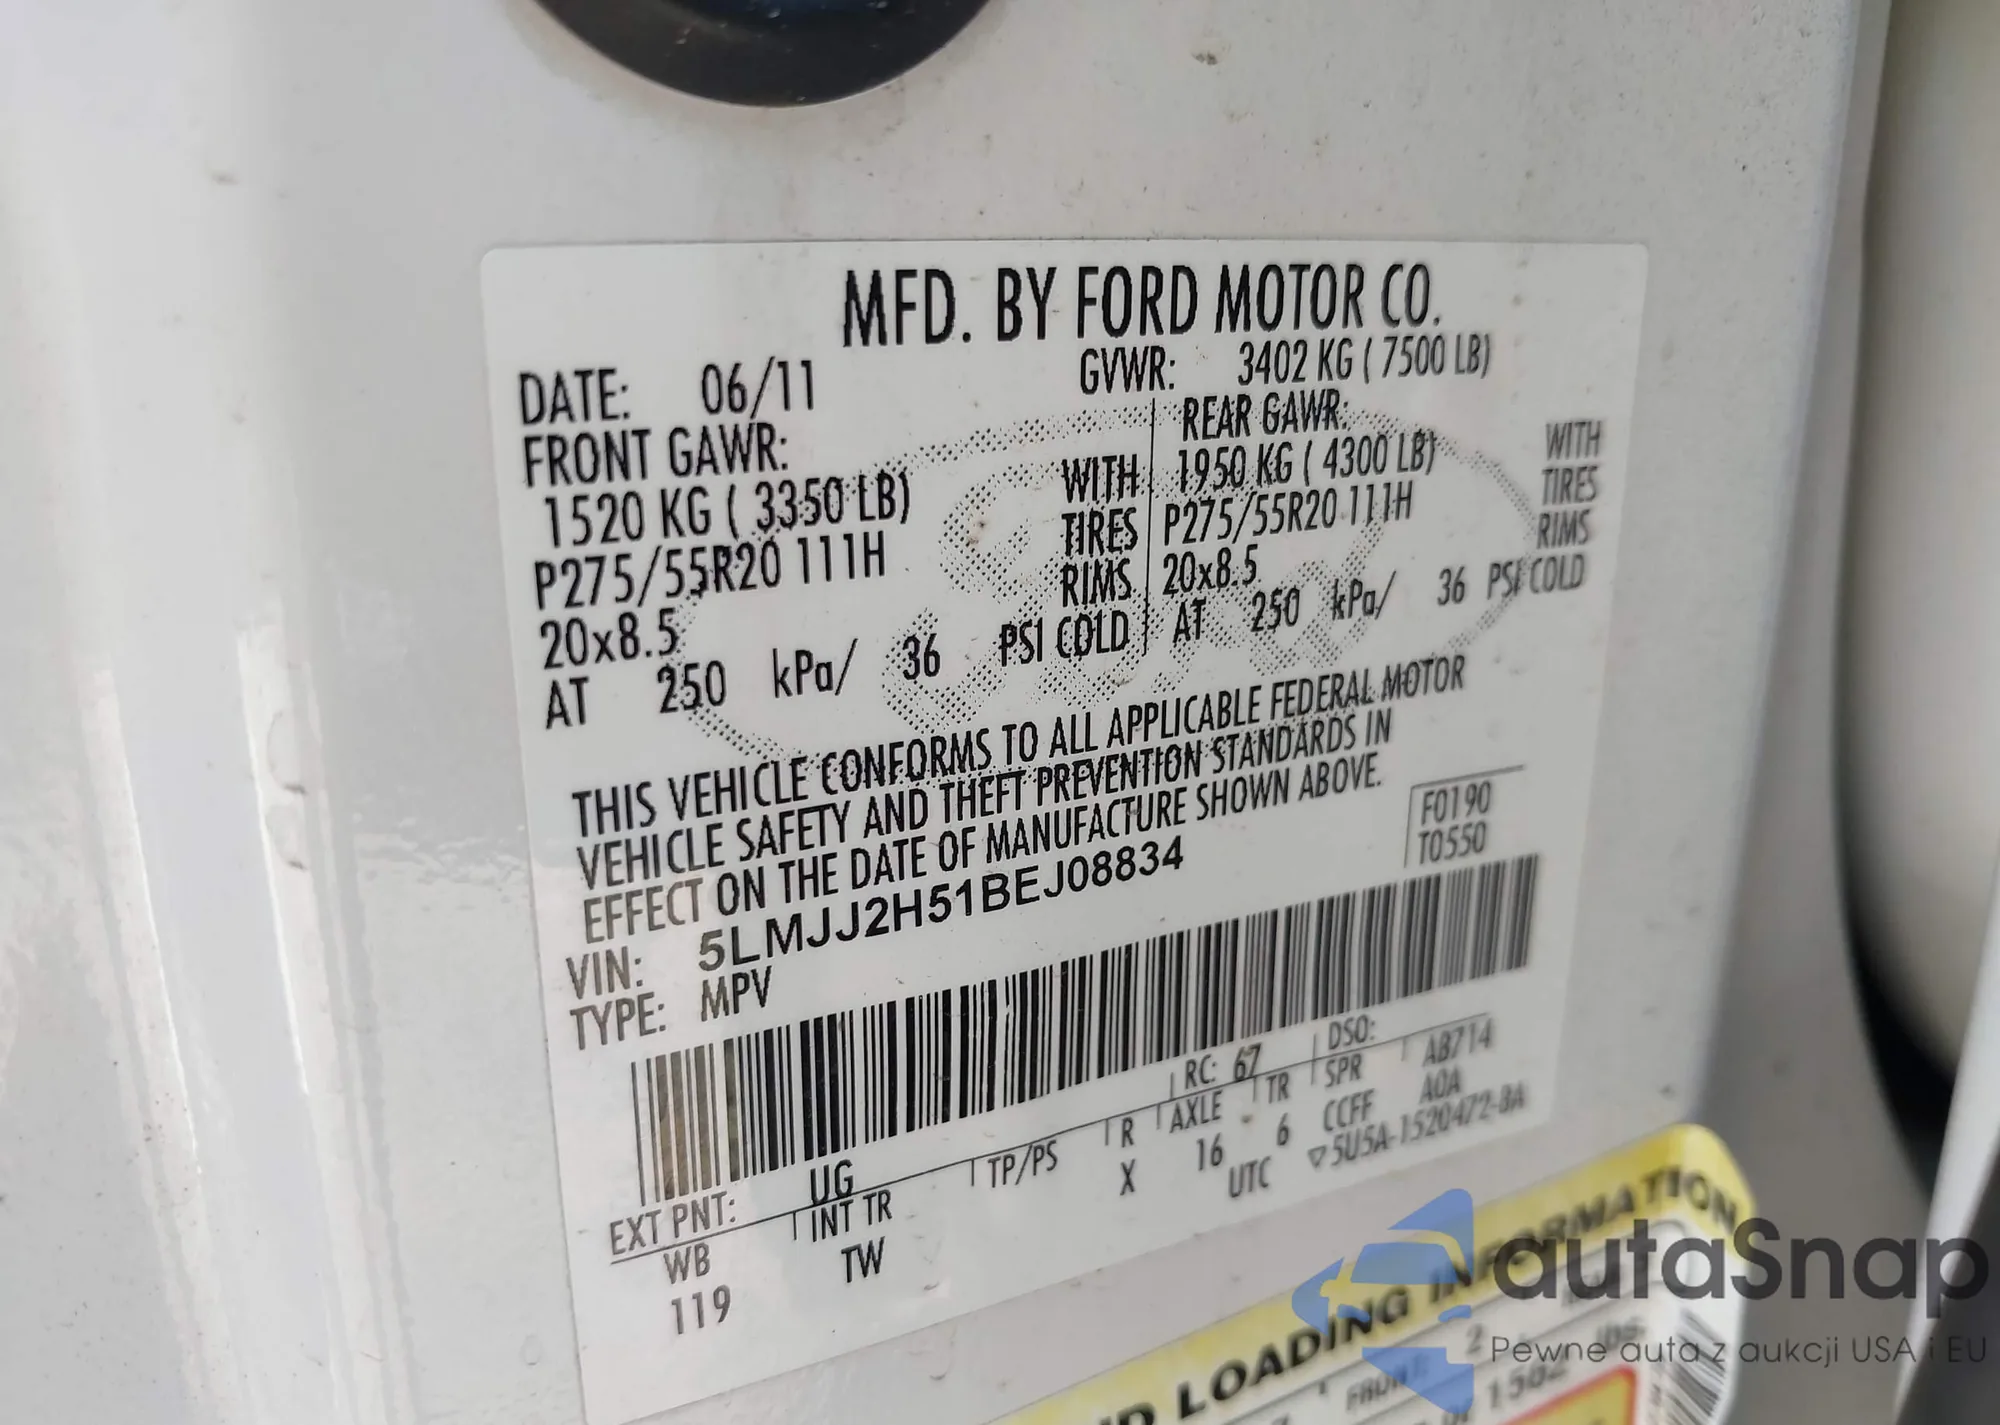 MFD. BY FORD MOTOR CO.
DATE: 06/11 GVWR: 3402 KG ( 7500 LB)
FRONT GAWR: REAR GAWR:
1520 KG ( 3350 LB) WITH 1950 KG ( 4300 LB) WITH
P275/55R20 111H TIRES P275/55R20 111H TIRES
20x8.5 RIMS 20x8.5 RIMS
AT 250 kPa/ 36 PSI COLD AT 250 kPa/ 36 PSI COLD
THIS VEHICLE CONFORMS TO ALL APPLICABLE FEDERAL MOTOR
VEHICLE SAFETY AND THEFT PREVENTION STANDARDS IN
EFFECT ON THE DATE OF MANUFACTURE SHOWN ABOVE.
F0190
T0550
VIN: 5LMJJ2H51BEJ08834
TYPE: MPV
EXT PNT: UG RC: 67 DSO:
WB INT TR TP/PS R AXLE TR SPR AB714
119 TW X 16 6 CCFF AOA
UTC ▽5U5A-1520472-BA
LOADING INFORMATION
FRONT 2
autaSnap
Pewne auta z aukcji USA i EU